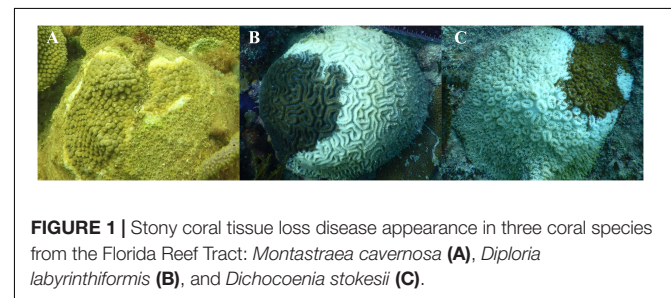 A B C
FIGURE 1 | Stony coral tissue loss disease appearance in three coral species
from the Florida Reef Tract: Montastraea cavernosa (A), Diploria
labyrinthiformis (B), and Dichocoenia stokesii (C).